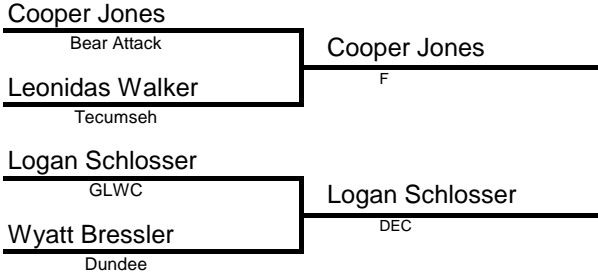 Cooper Jones
Bear Attack
Cooper Jones
F
Leonidas Walker
Tecumseh
Logan Schlosser
GLWC
Logan Schlosser
DEC
Wyatt Bressler
Dundee